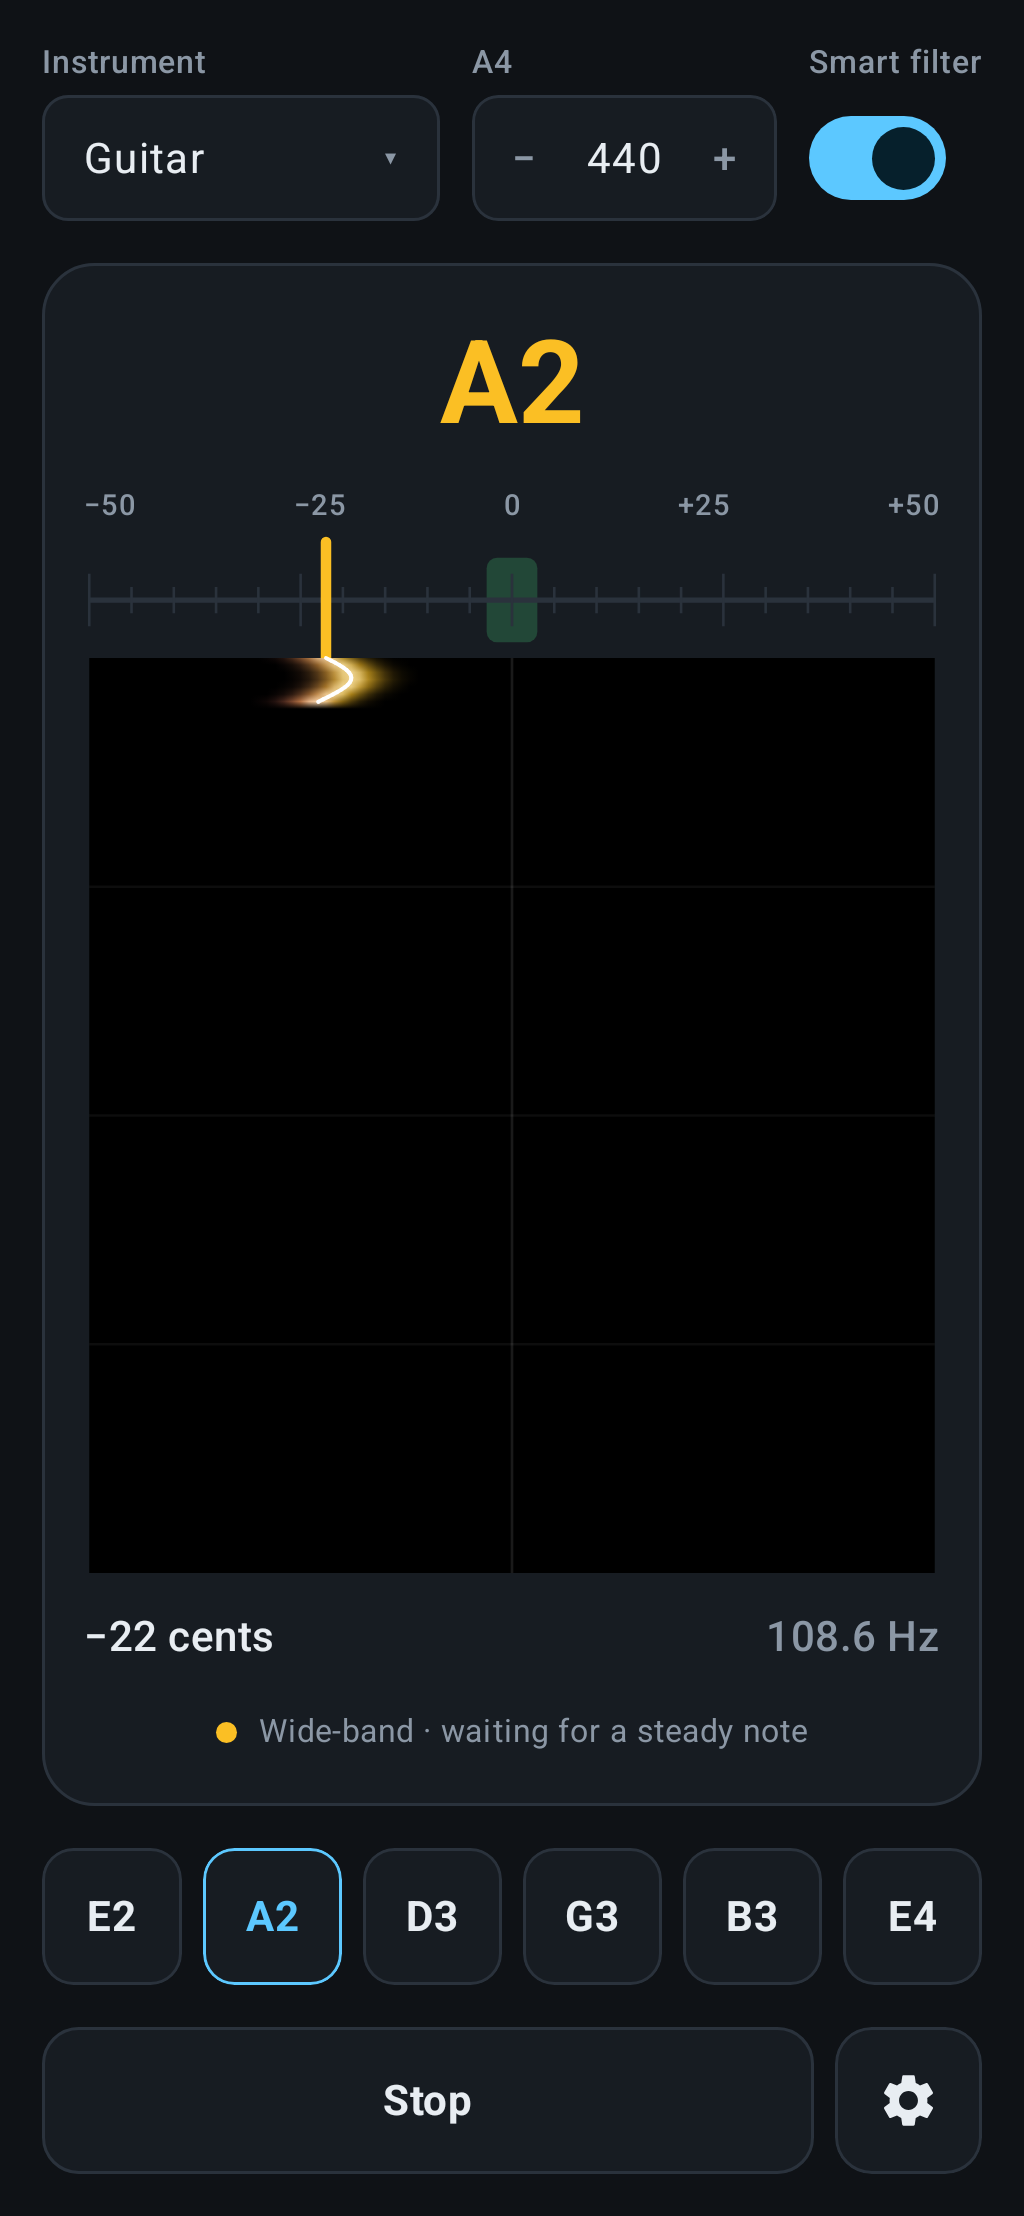 Instrument A4 Smart filter
Guitar ▼ − 440 +
A2
−50 −25 0 +25 +50
−22 cents 108.6 Hz
Wide-band · waiting for a steady note
E2 A2 D3 G3 B3 E4
Stop